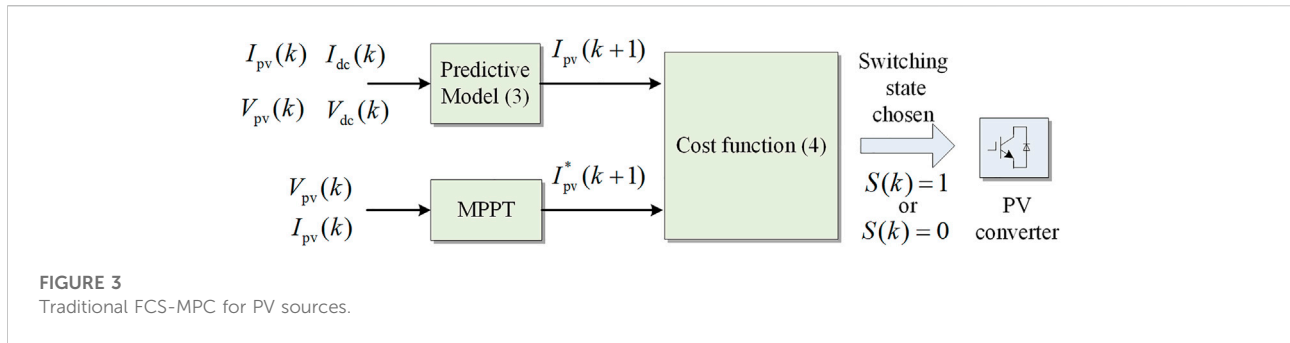 I_pv(k) I_dc(k)
V_pv(k) V_dc(k)
Predictive
Model (3)
I_pv(k+1)
V_pv(k)
I_pv(k)
MPPT
I*_pv(k+1)
Cost function (4)
Switching
state
chosen
S(k)=1
or
S(k)=0
PV
converter
FIGURE 3
Traditional FCS-MPC for PV sources.